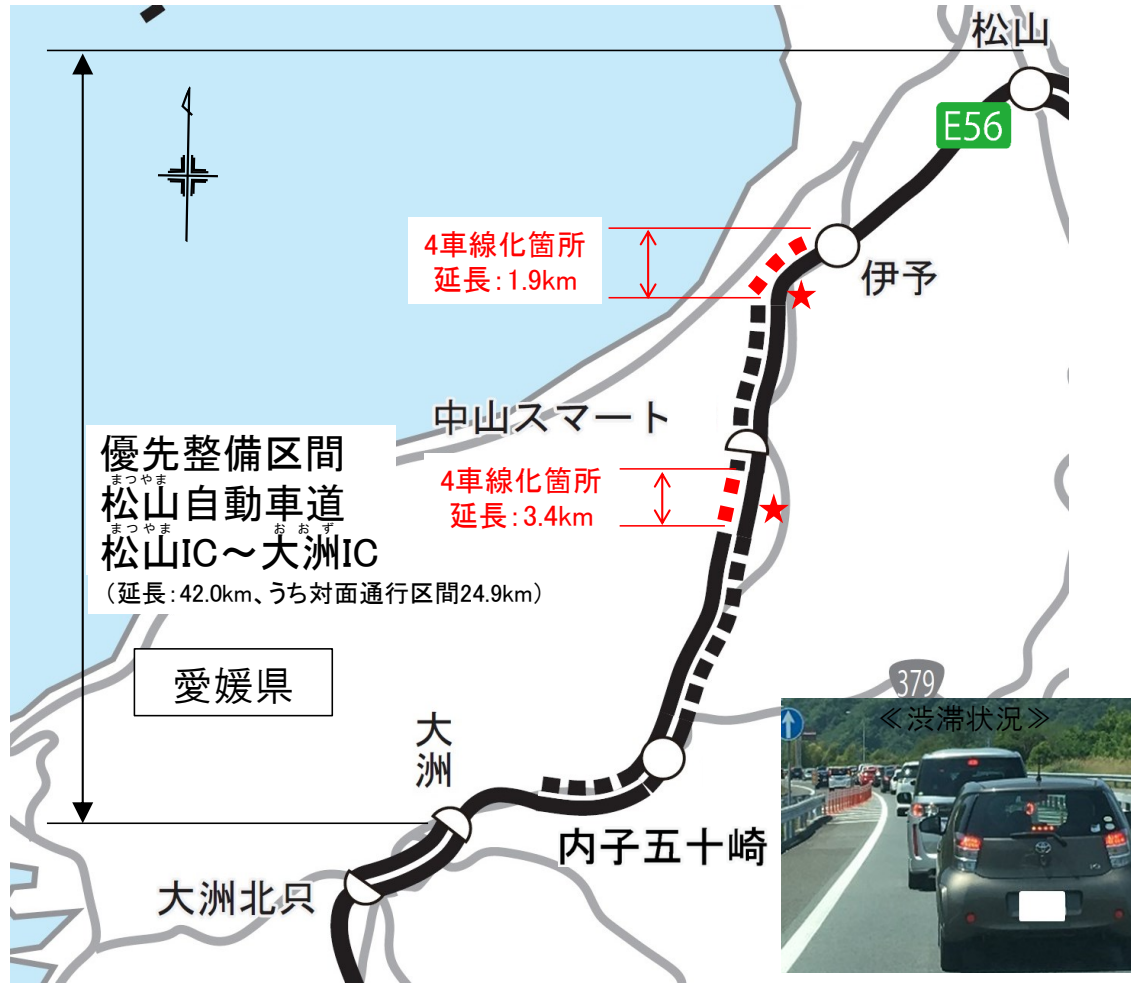 松山
E56
4車線化箇所
延長：1.9km
伊予
中山スマート
4車線化箇所
延長：3.4km
優先整備区間
まつやま
松山自動車道
まつやま おおず
松山IC～大洲IC
（延長：42.0km、うち対面通行区間24.9km）
愛媛県
379
≪渋滞状況≫
大洲
内子五十崎
大洲北只